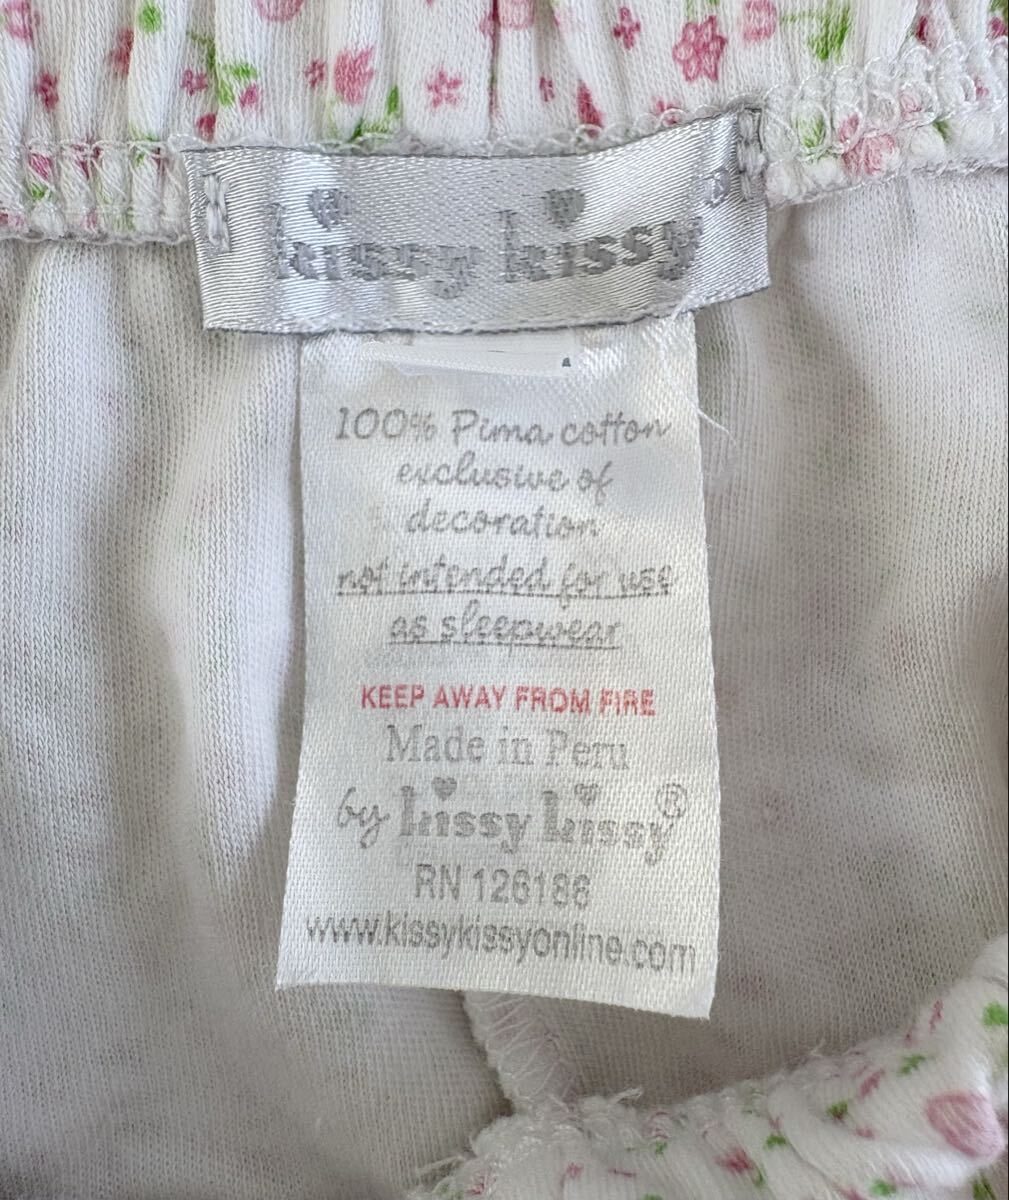 kissy kissy
100% Pima cotton
exclusive of
decoration
not intended for use
as sleepwear
KEEP AWAY FROM FIRE
Made in Peru
by kissy kissy®
RN 126186
www.kissykissyonline.com